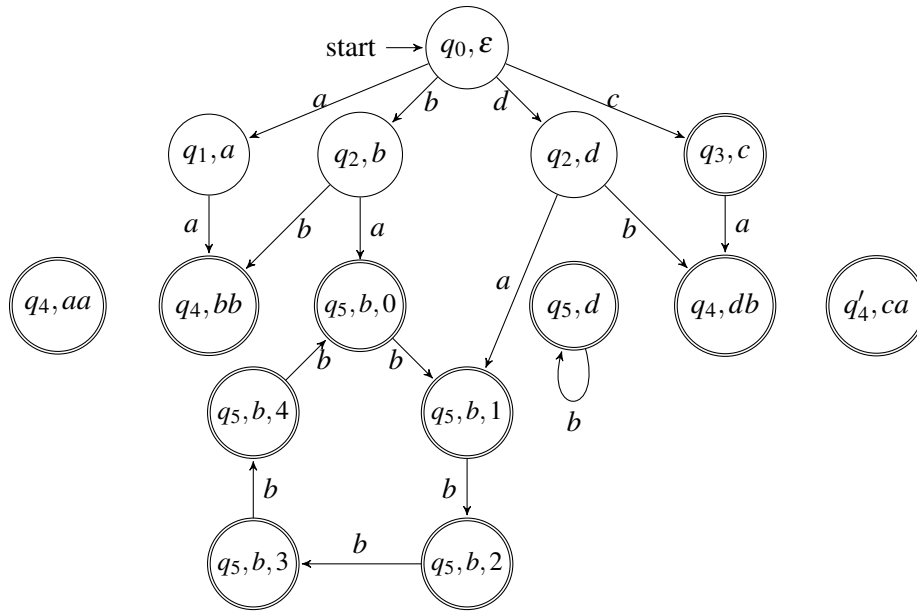 start
q₀, ε
a
b
d
c
q₁, a
q₂, b
q₂, d
q₃, c
a
b
a
a
b
a
q₄, aa
q₄, bb
q₅, b, 0
q₅, d
q₄, db
q′₄, ca
b
b
b
q₅, b, 4
q₅, b, 1
b
b
b
q₅, b, 3
q₅, b, 2